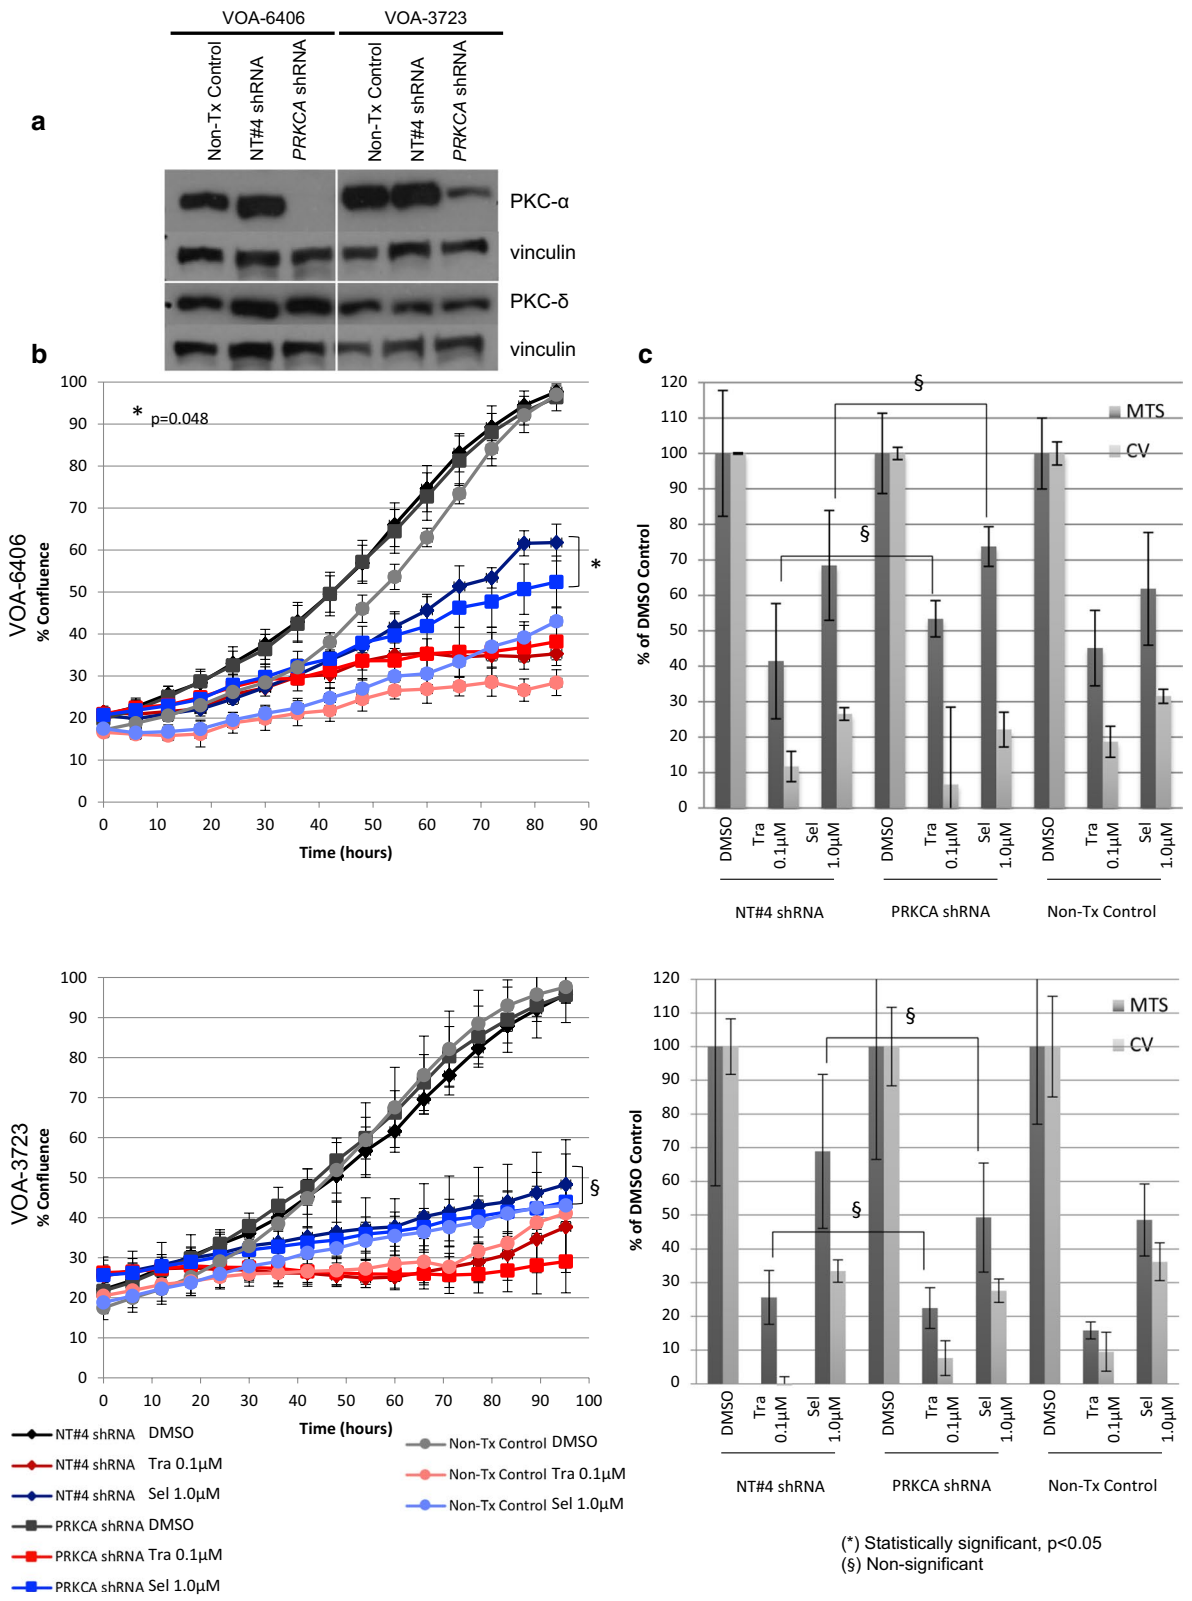 VOA-6406
VOA-3723
Non-Tx Control
NT#4 shRNA
PRKCA shRNA
Non-Tx Control
NT#4 shRNA
PRKCA shRNA
a
PKC-α
vinculin
PKC-δ
vinculin
b
VOA-6406
% Confluence
100
90
80
70
60
50
40
30
20
10
0
* p=0.048
*
0 10 20 30 40 50 60 70 80 90
Time (hours)
c
% of DMSO Control
120
110
100
90
80
70
60
50
40
30
20
10
0
§
§
MTS
CV
DMSO
Tra 0.1µM
Sel 1.0µM
DMSO
Tra 0.1µM
Sel 1.0µM
DMSO
Tra 0.1µM
Sel 1.0µM
NT#4 shRNA
PRKCA shRNA
Non-Tx Control
VOA-3723
% Confluence
100
90
80
70
60
50
40
30
20
10
0
§
0 10 20 30 40 50 60 70 80 90 100
Time (hours)
% of DMSO Control
120
110
100
90
80
70
60
50
40
30
20
10
0
§
§
MTS
CV
DMSO
Tra 0.1µM
Sel 1.0µM
DMSO
Tra 0.1µM
Sel 1.0µM
DMSO
Tra 0.1µM
Sel 1.0µM
NT#4 shRNA
PRKCA shRNA
Non-Tx Control
NT#4 shRNA DMSO
NT#4 shRNA Tra 0.1µM
NT#4 shRNA Sel 1.0µM
PRKCA shRNA DMSO
PRKCA shRNA Tra 0.1µM
PRKCA shRNA Sel 1.0µM
Non-Tx Control DMSO
Non-Tx Control Tra 0.1µM
Non-Tx Control Sel 1.0µM
(*) Statistically significant, p<0.05
(§) Non-significant